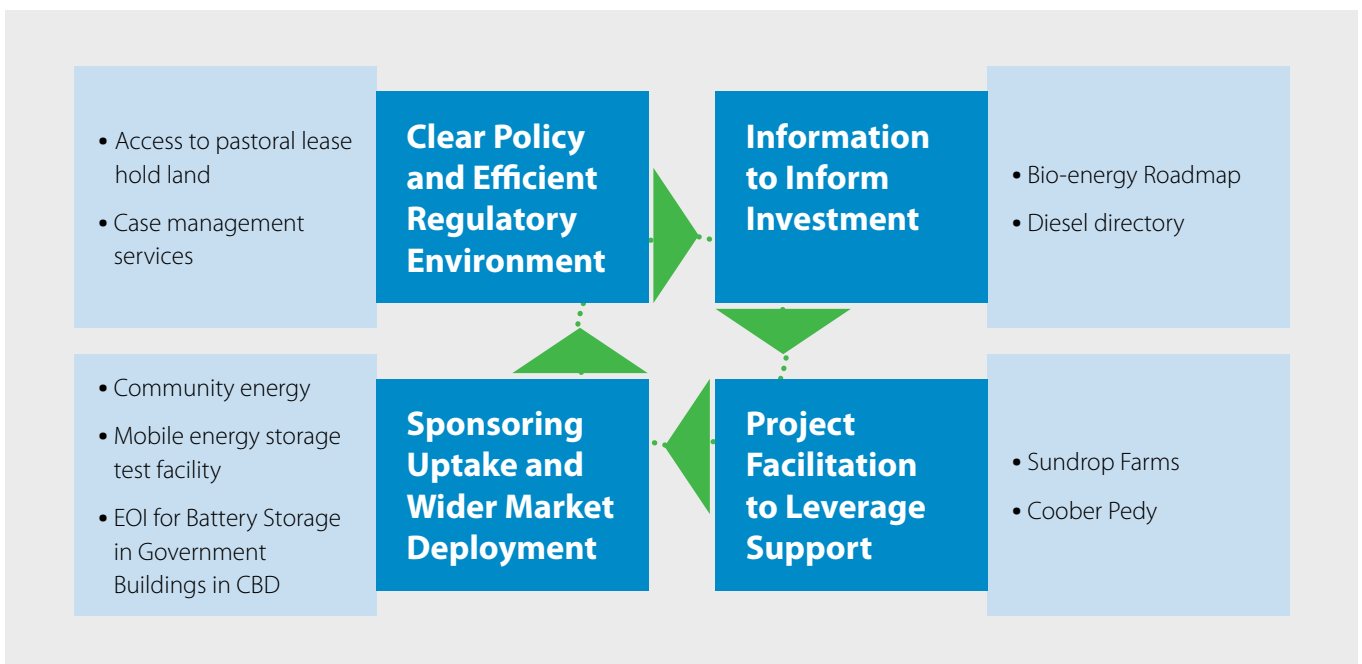 • Access to pastoral lease
hold land
• Case management
services
Clear Policy
and Efficient
Regulatory
Environment
Information
to Inform
Investment
• Bio-energy Roadmap
• Diesel directory
• Community energy
• Mobile energy storage
test facility
• EOI for Battery Storage
in Government
Buildings in CBD
Sponsoring
Uptake and
Wider Market
Deployment
Project
Facilitation
to Leverage
Support
• Sundrop Farms
• Coober Pedy